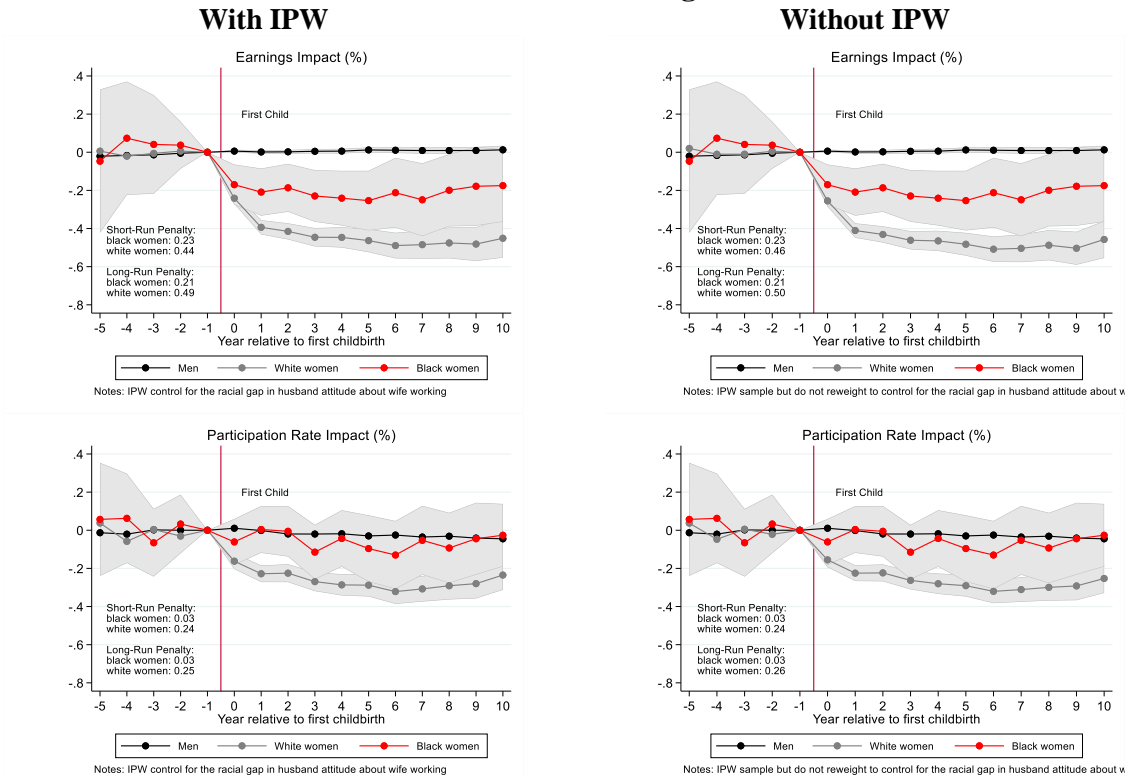 With IPW
Earnings Impact (%)
.4
.2
0
-.2
-.4
-.6
-.8
First Child
Short-Run Penalty:
black women: 0.23
white women: 0.44
Long-Run Penalty:
black women: 0.21
white women: 0.49
-5 -4 -3 -2 -1 0 1 2 3 4 5 6 7 8 9 10
Year relative to first childbirth
Men White women Black women
Notes: IPW control for the racial gap in husband attitude about wife working
Without IPW
Earnings Impact (%)
.4
.2
0
-.2
-.4
-.6
-.8
First Child
Short-Run Penalty:
black women: 0.23
white women: 0.46
Long-Run Penalty:
black women: 0.21
white women: 0.50
-5 -4 -3 -2 -1 0 1 2 3 4 5 6 7 8 9 10
Year relative to first childbirth
Men White women Black women
Notes: IPW sample but do not reweight to control for the racial gap in husband attitude about
Participation Rate Impact (%)
.4
.2
0
-.2
-.4
-.6
-.8
First Child
Short-Run Penalty:
black women: 0.03
white women: 0.24
Long-Run Penalty:
black women: 0.03
white women: 0.25
-5 -4 -3 -2 -1 0 1 2 3 4 5 6 7 8 9 10
Year relative to first childbirth
Men White women Black women
Notes: IPW control for the racial gap in husband attitude about wife working
Participation Rate Impact (%)
.4
.2
0
-.2
-.4
-.6
-.8
First Child
Short-Run Penalty:
black women: 0.03
white women: 0.24
Long-Run Penalty:
black women: 0.03
white women: 0.26
-5 -4 -3 -2 -1 0 1 2 3 4 5 6 7 8 9 10
Year relative to first childbirth
Men White women Black women
Notes: IPW sample but do not reweight to control for the racial gap in husband attitude about